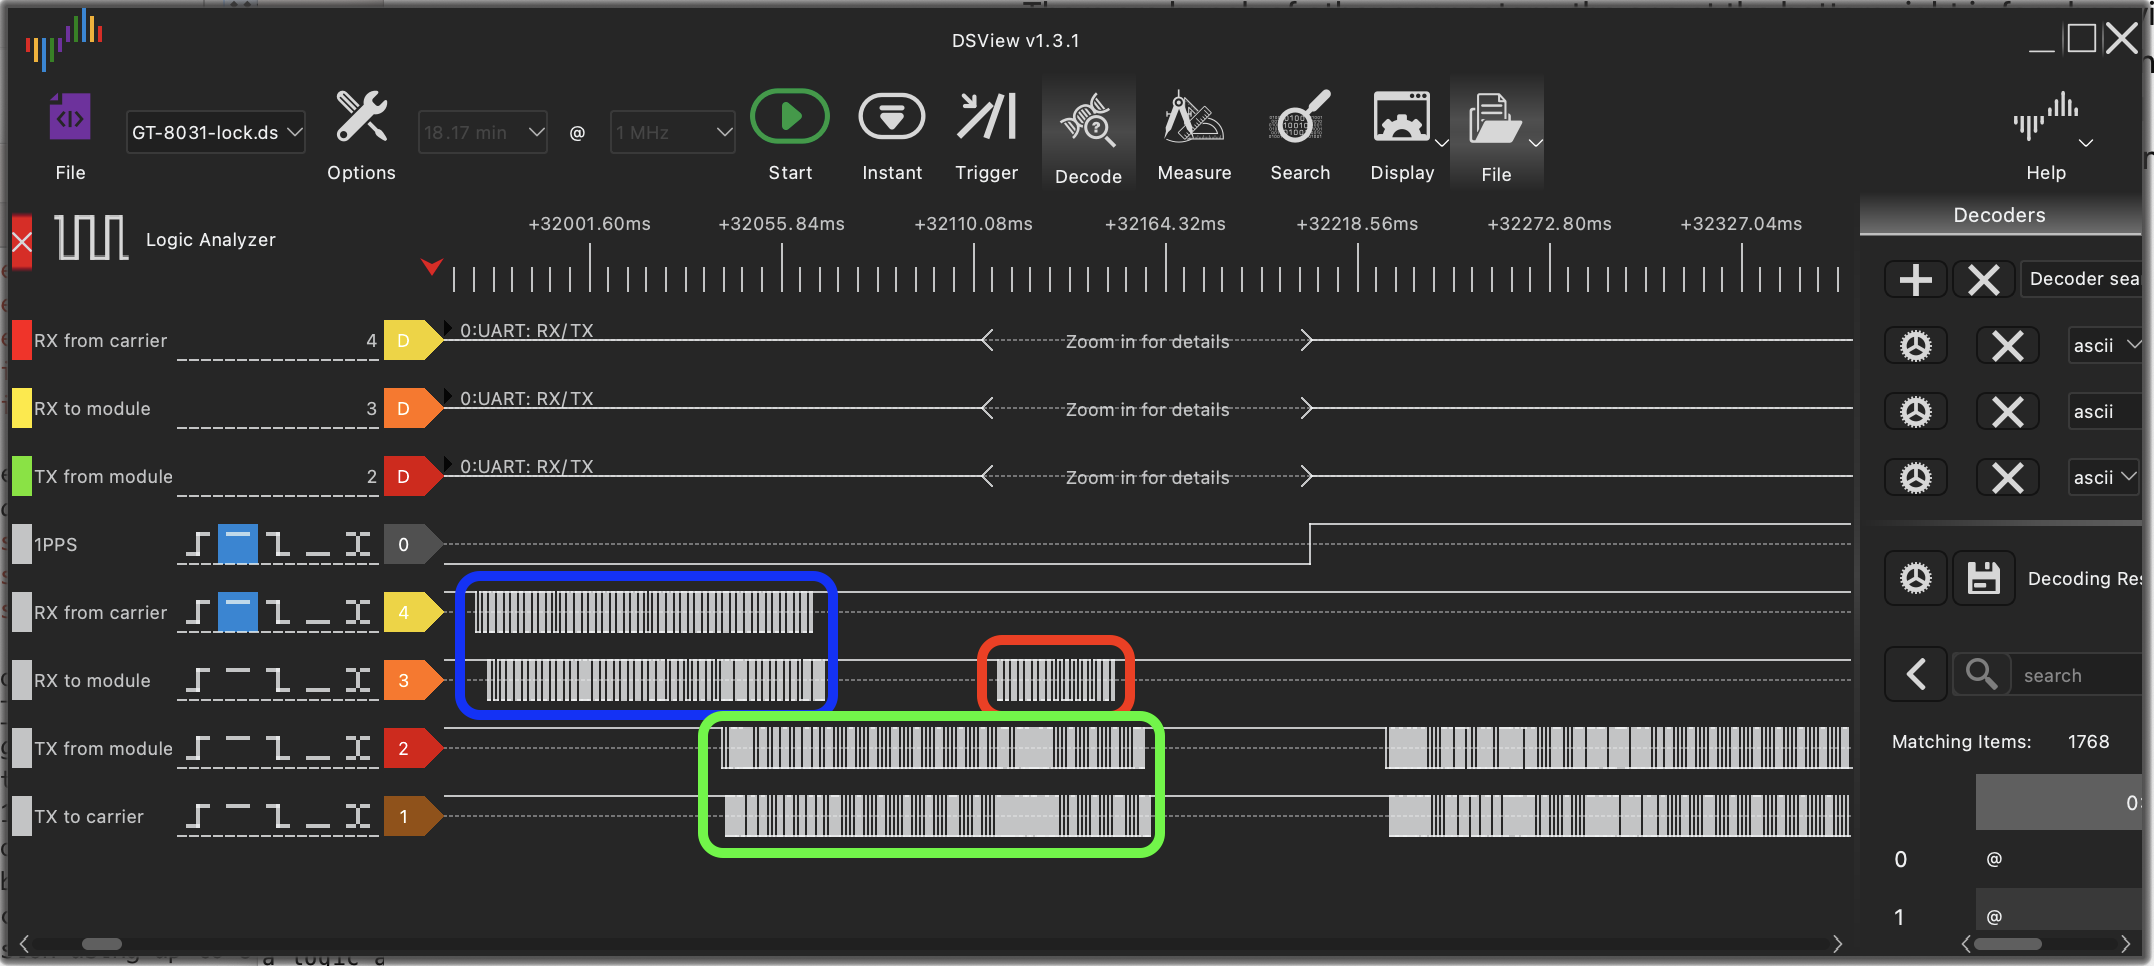 DSView v1.3.1
File
GT-8031-lock.ds
Options
18.17 min
@
1 MHz
Start
Instant
Trigger
Decode
Measure
Search
Display
File
Help
Logic Analyzer
+32001.60ms +32055.84ms +32110.08ms +32164.32ms +32218.56ms +32272.80ms +32327.04ms
Decoders
Decoder sea
RX from carrier 4 D 0:UART: RX/TX Zoom in for details
ascii
RX to module 3 D 0:UART: RX/TX Zoom in for details
ascii
TX from module 2 D 0:UART: RX/TX Zoom in for details
ascii
1PPS 0
Decoding Res
RX from carrier 4
RX to module 3
search
TX from module 2
Matching Items: 1768
TX to carrier 1
0:
0 @
1 @